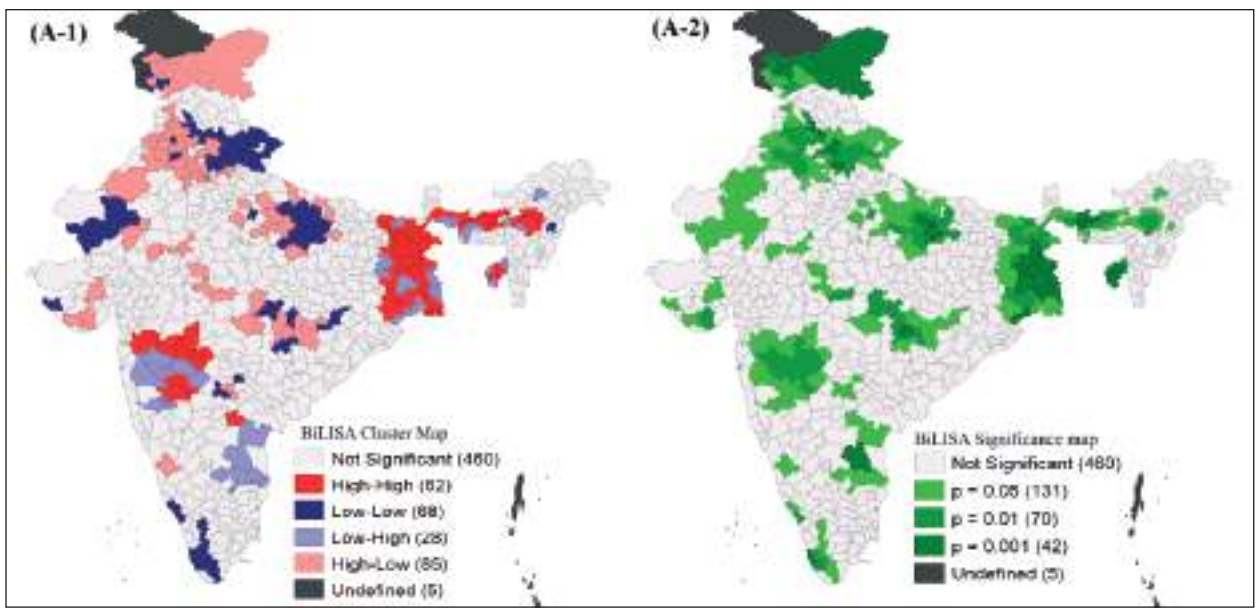 (A-1)
BiLISA Cluster Map
Not Significant (460)
High-High (62)
Low-Low (68)
Low-High (28)
High-Low (85)
Undefined (5)
(A-2)
BiLISA Significance map
Not Significant (460)
p = 0.05 (131)
p = 0.01 (70)
p = 0.001 (42)
Undefined (5)